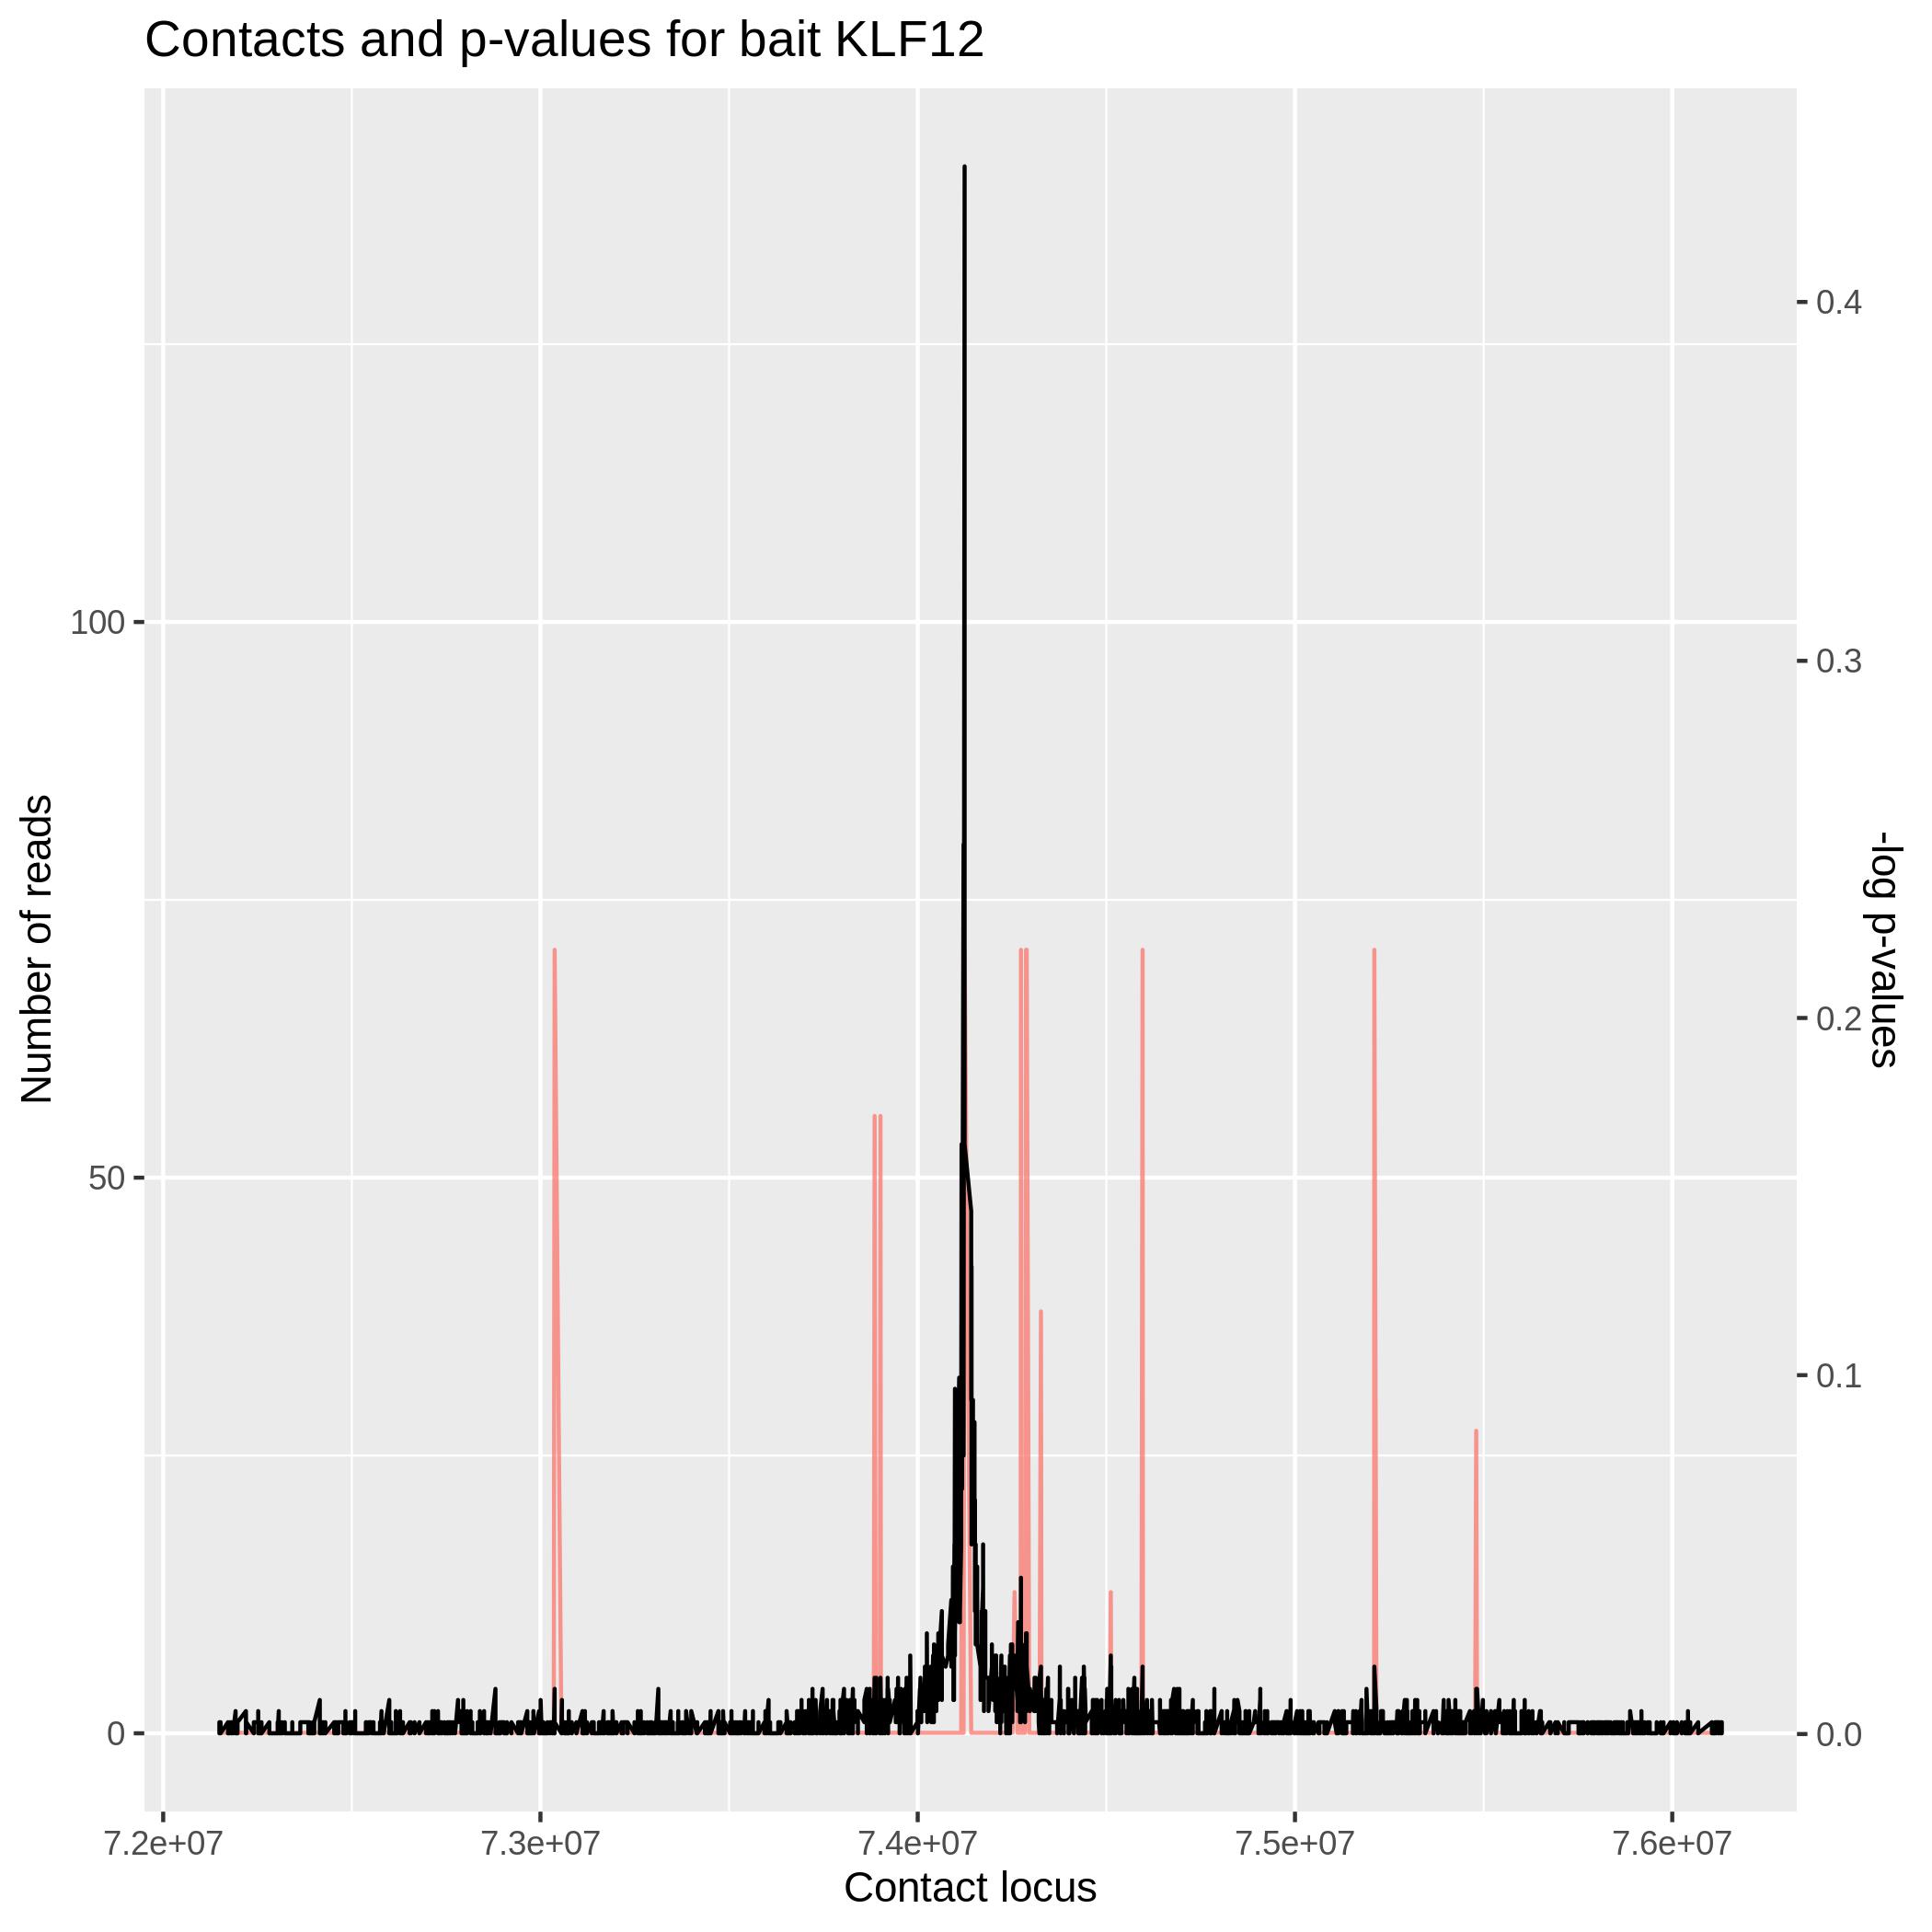 Contacts and p-values for bait KLF12
Number of reads
100
50
0
0.4
0.3
0.2
0.1
0.0
-log p-values
7.2e+07
7.3e+07
7.4e+07
7.5e+07
7.6e+07
Contact locus